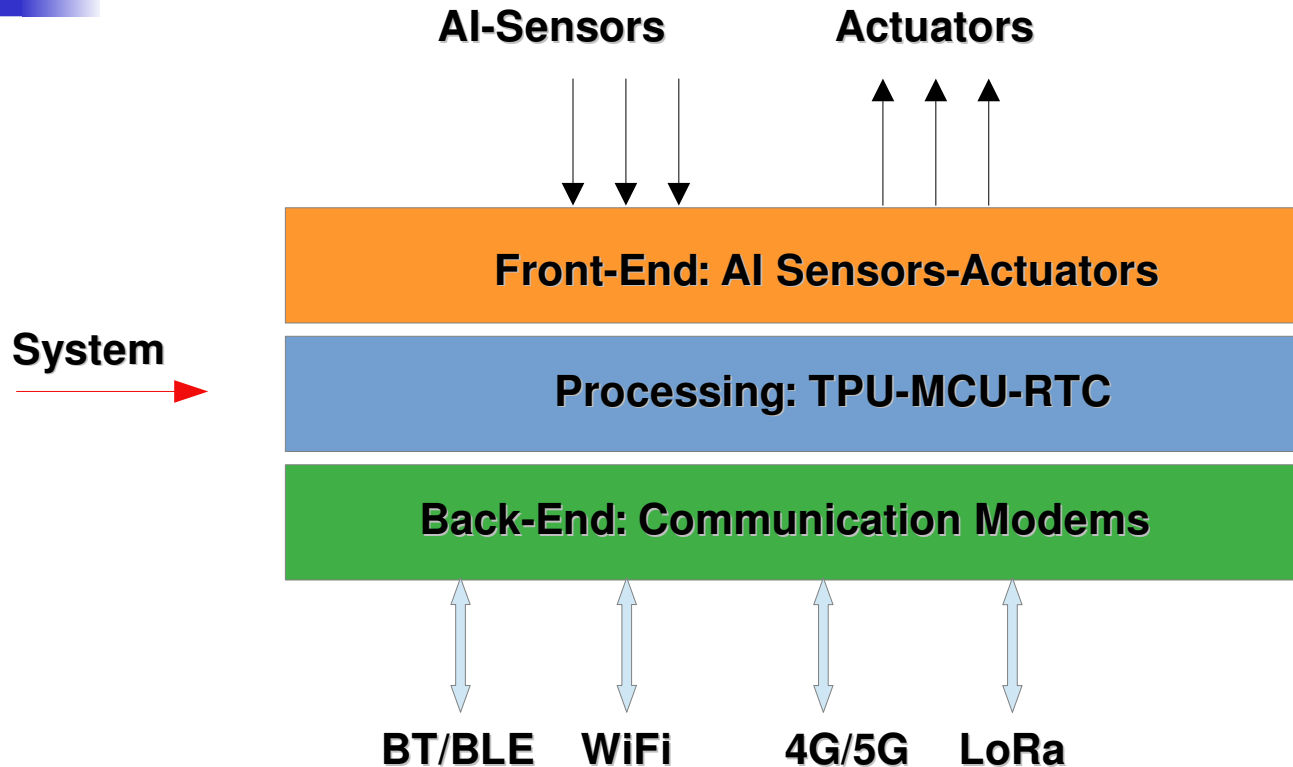 AI-Sensors
Actuators
Front-End: AI Sensors-Actuators
System
Processing: TPU-MCU-RTC
Back-End: Communication Modems
BT/BLE
WiFi
4G/5G
LoRa